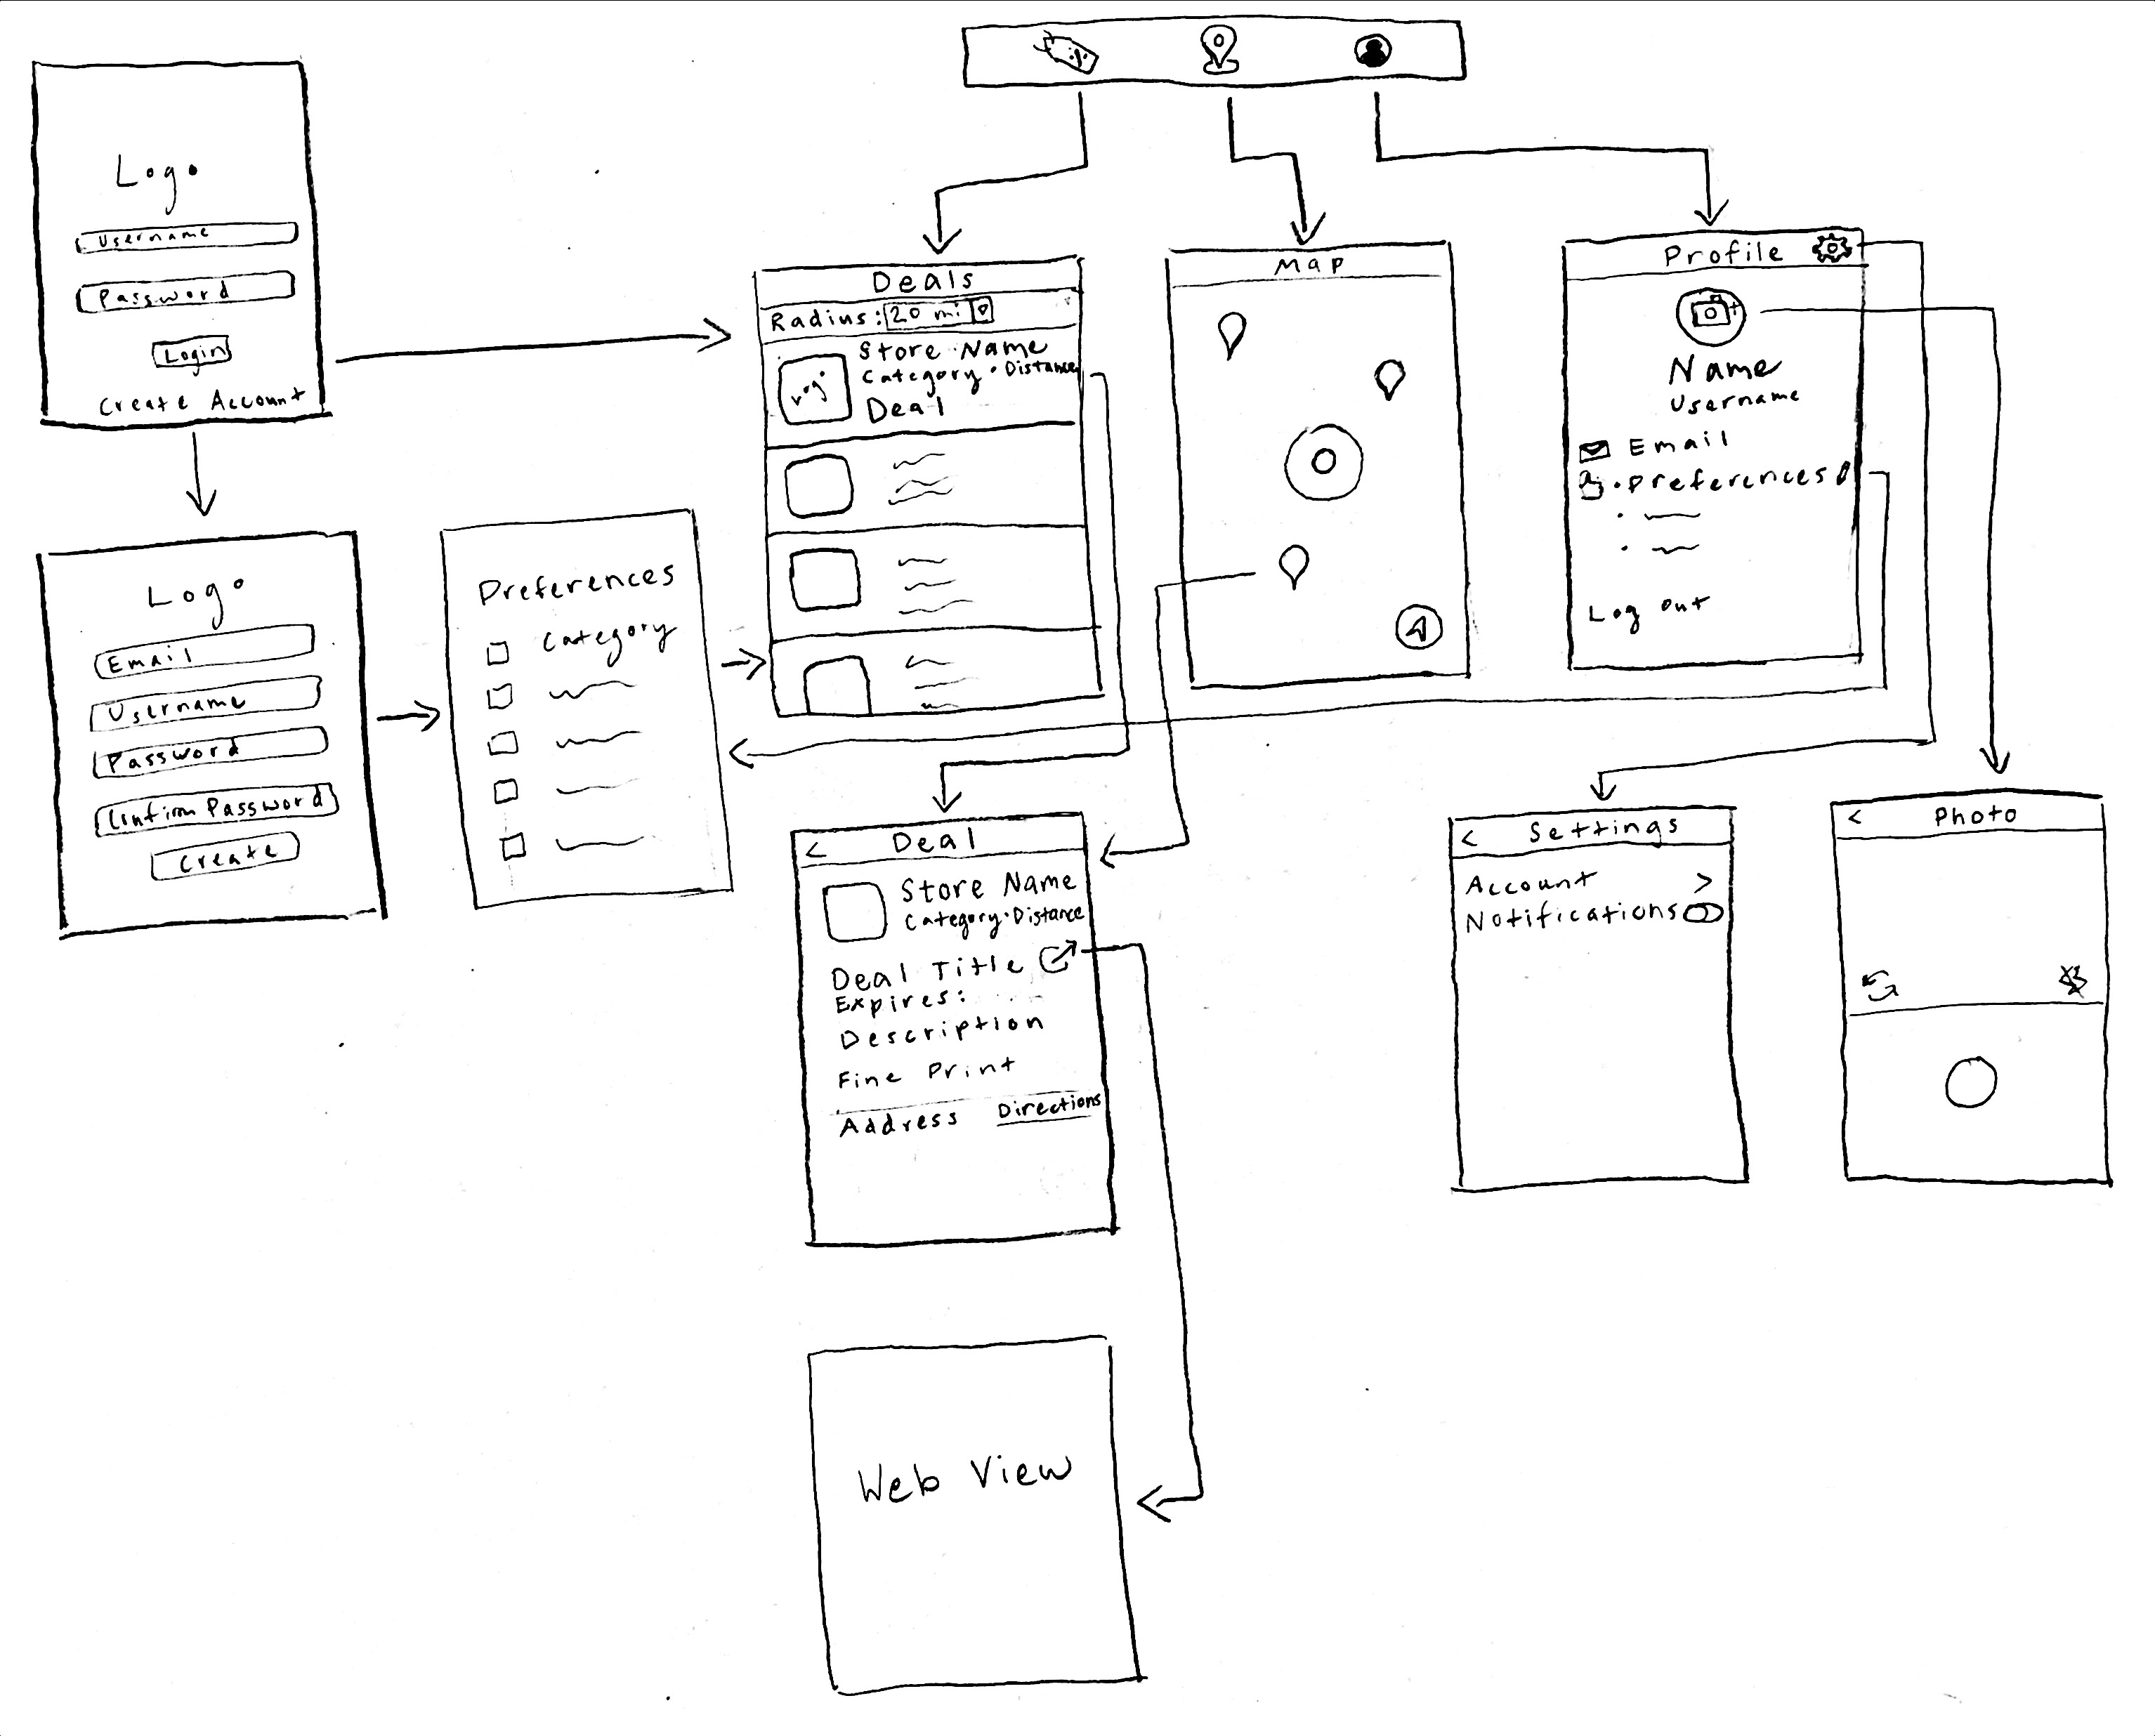 Logo
Username
Password
Login
Create Account
Logo
Email
Username
Password
Confirm Password
Create
Preferences
Category
Deals
Radius: 20 mi
Store Name
Category · Distance
Deal
Map
Profile
Name
Username
Email
· Preferences
Log out
< Deal
Store Name
Category · Distance
Deal Title
Expires:
Description
Fine Print
Address Directions
< Settings
Account >
Notifications
< Photo
Web View